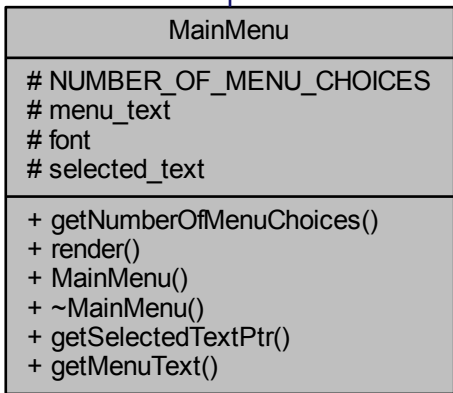 MainMenu
# NUMBER_OF_MENU_CHOICES
# menu_text
# font
# selected_text
+ getNumberOfMenuChoices()
+ render()
+ MainMenu()
+ ~MainMenu()
+ getSelectedTextPtr()
+ getMenuText()